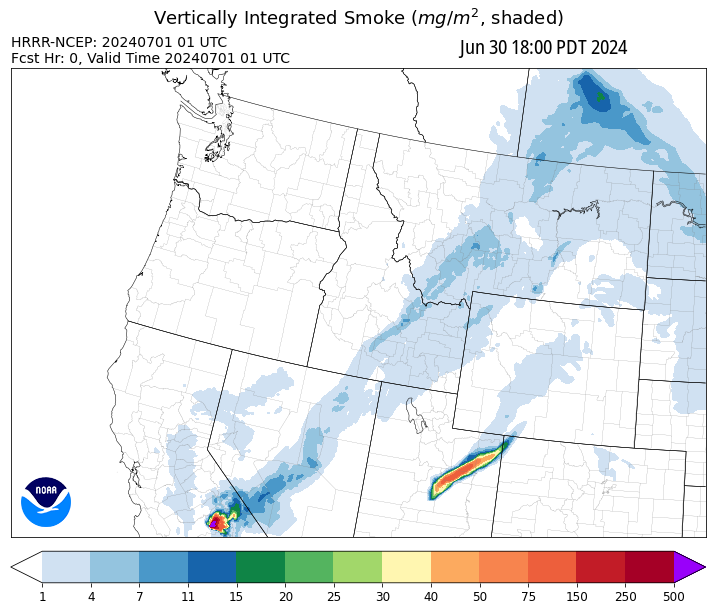 Vertically Integrated Smoke (mg/m², shaded)
HRRR-NCEP: 20240701 01 UTC
Fcst Hr: 0, Valid Time 20240701 01 UTC
Jun 30 18:00 PDT 2024
NOAA
1 4 7 11 15 20 25 30 40 50 75 150 250 500